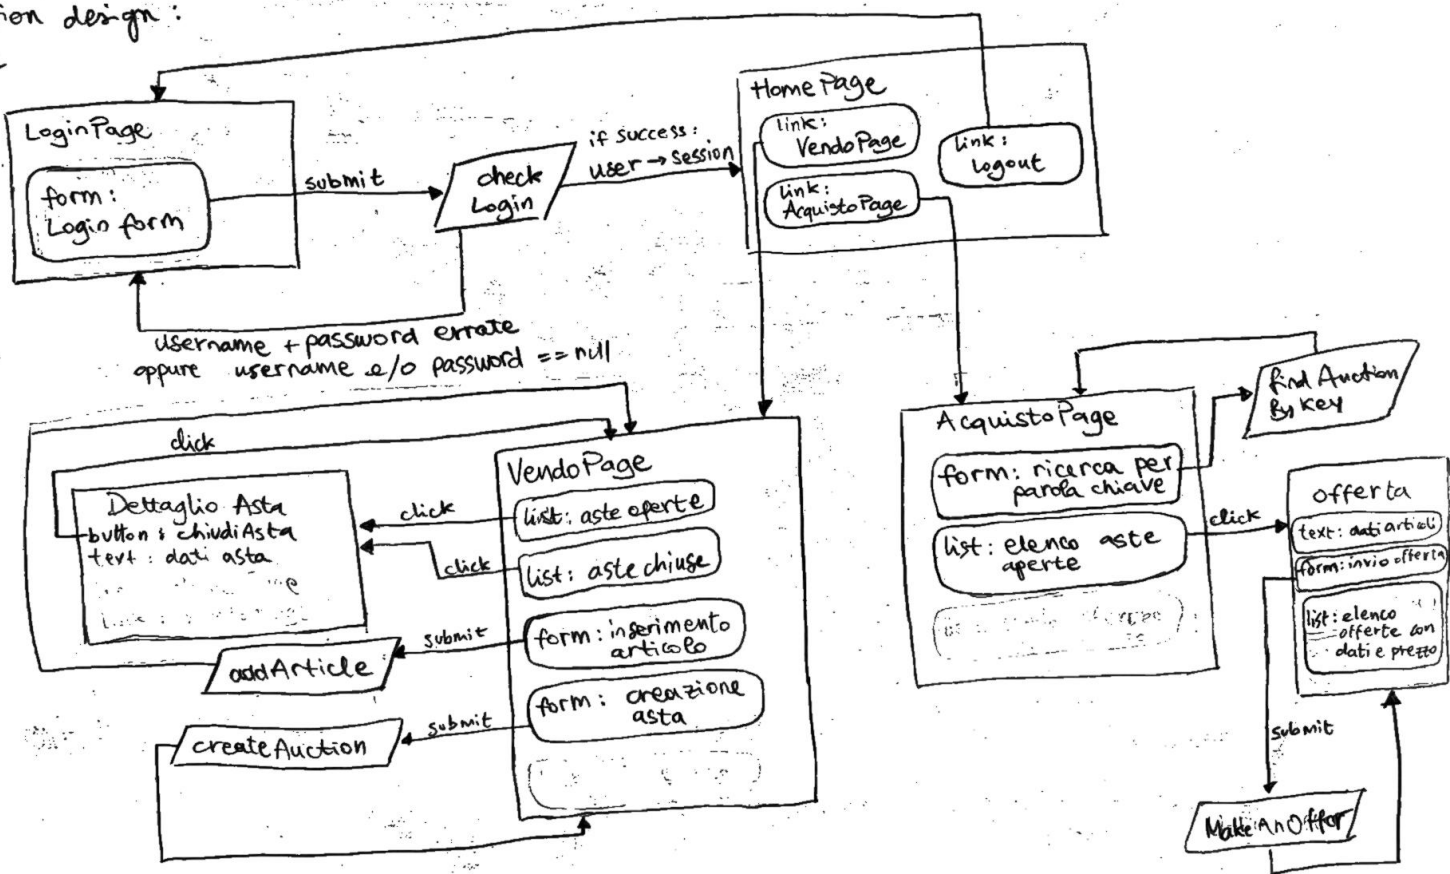 ion design:
LoginPage
form:
Login form
submit
check
Login
if success:
user → session
HomePage
link:
VendoPage
link:
AcquistoPage
link:
Logout
username + password errate
oppure username e/o password == null
click
Dettaglio Asta
button: chiudiAsta
text: dati asta
click
click
VendoPage
list: aste aperte
list: aste chiuse
form: inserimento
articolo
form: creazione
asta
submit
addArticle
submit
createAuction
AcquistoPage
form: ricerca per
parola chiave
list: elenco aste
aperte
find Auction
By Key
click
offerta
text: dati articoli
form: invio offerta
list: elenco
offerte con
dati e prezzo
submit
MakeAnOffer